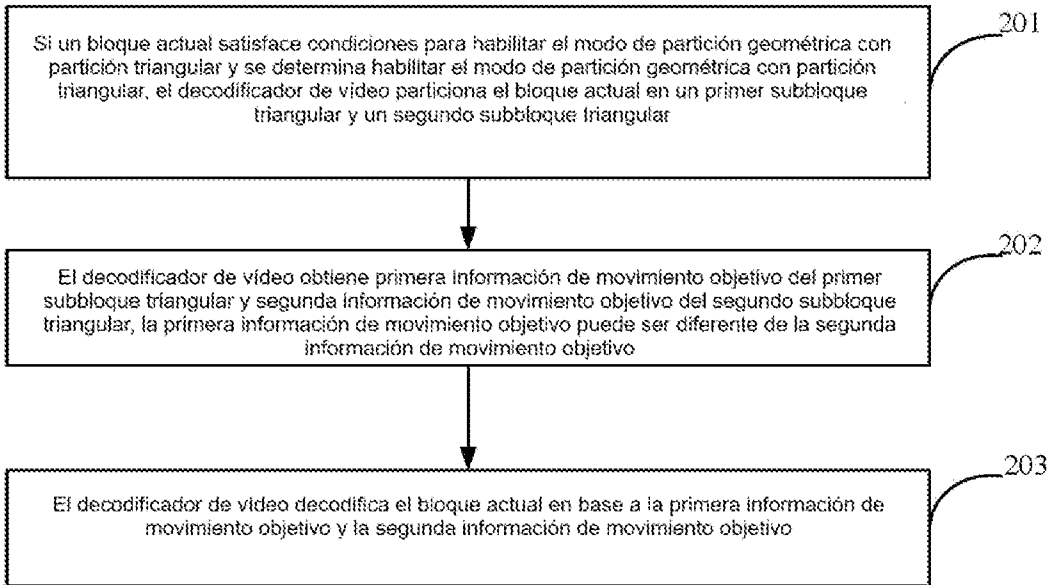 Si un bloque actual satisface condiciones para habilitar el modo de partición geométrica con
partición triangular y se determina habilitar el modo de partición geométrica con partición
triangular, el decodificador de vídeo particiona el bloque actual en un primer subbloque
triangular y un segundo subbloque triangular
201
El decodificador de vídeo obtiene primera información de movimiento objetivo del primer
subbloque triangular y segunda información de movimiento objetivo del segundo subbloque
triangular, la primera información de movimiento objetivo puede ser diferente de la segunda
información de movimiento objetivo
202
El decodificador de vídeo decodifica el bloque actual en base a la primera información de
movimiento objetivo y la segunda información de movimiento objetivo
203